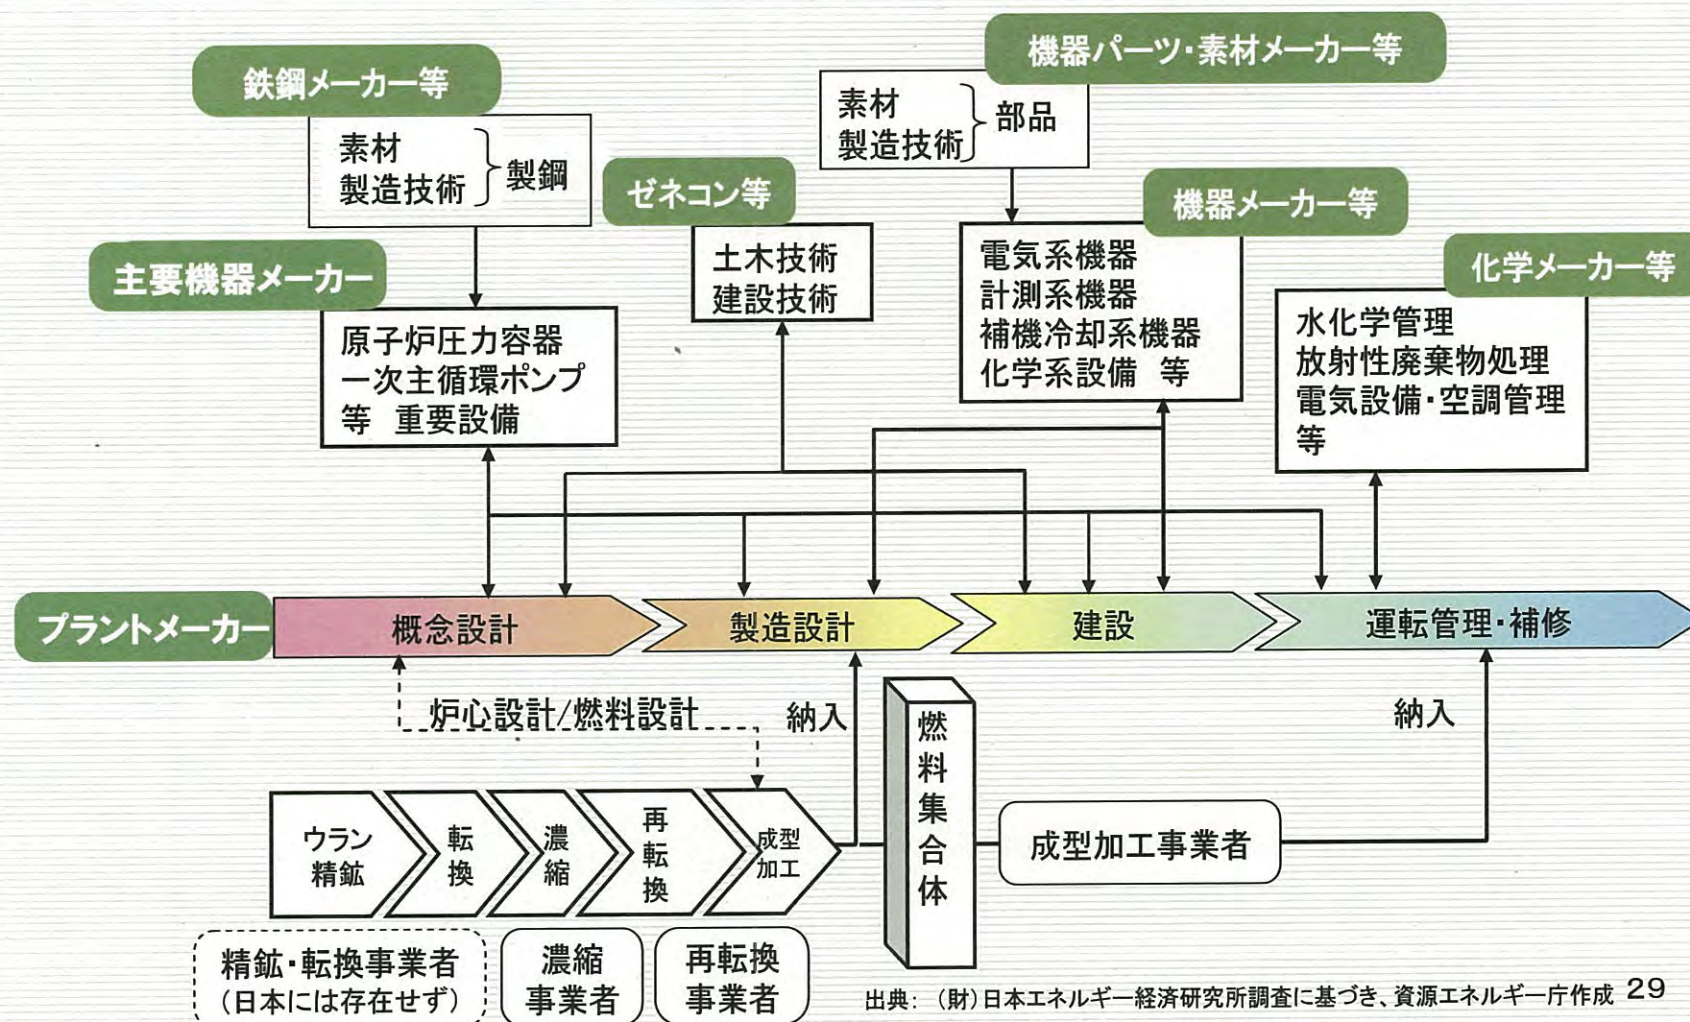 機器パーツ・素材メーカー等
鉄鋼メーカー等
素材
製造技術
部品
素材
製造技術
製鋼
ゼネコン等
機器メーカー等
土木技術
建設技術
電気系機器
計測系機器
補機冷却系機器
化学系設備 等
化学メーカー等
主要機器メーカー
原子炉圧力容器
一次主循環ポンプ
等 重要設備
水化学管理
放射性廃棄物処理
電気設備・空調管理
等
プラントメーカー
概念設計
製造設計
建設
運転管理・補修
炉心設計/燃料設計
納入
燃料集合体
納入
ウラン
精鉱
転換
濃縮
再転換
成型
加工
成型加工事業者
精鉱・転換事業者
(日本には存在せず)
濃縮
事業者
再転換
事業者
出典: (財)日本エネルギー経済研究所調査に基づき、資源エネルギー庁作成 29